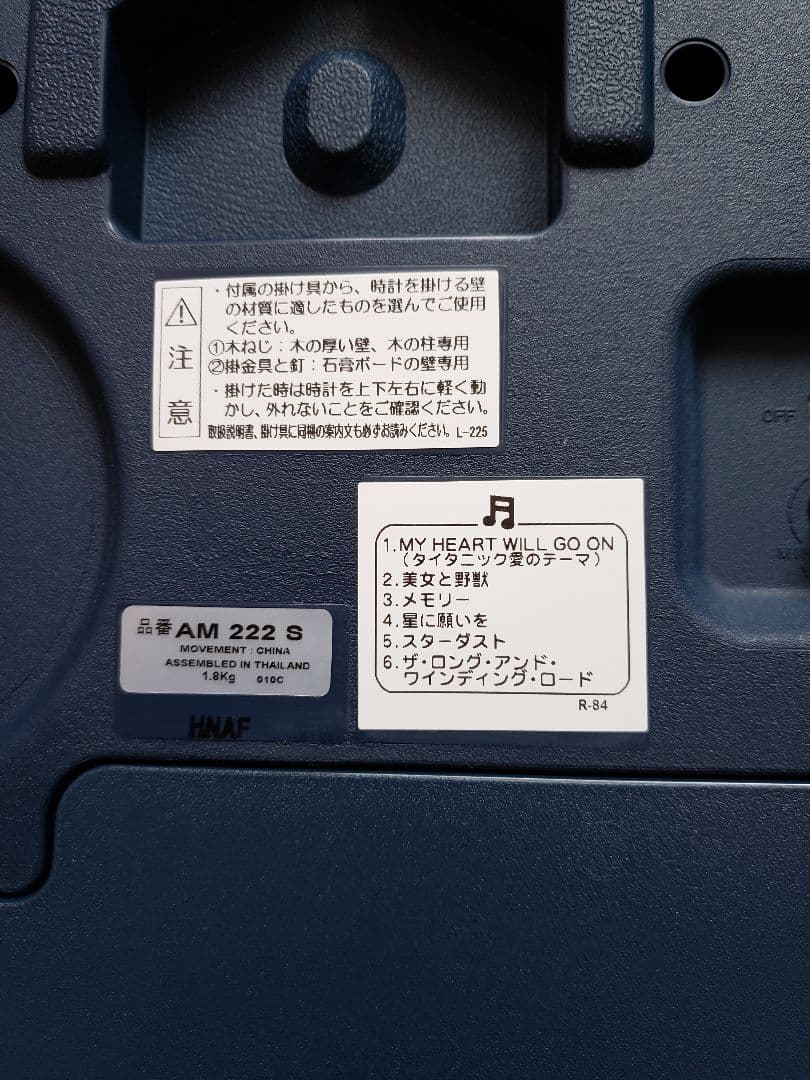 ・付属の掛け具から、時計を掛ける壁
の材質に適したものを選んでご使用
ください。
①木ねじ：木の厚い壁、木の柱専用
②掛金具と釘：石膏ボードの壁専用
・掛けた時は時計を上下左右に軽く動
かし、外れないことをご確認ください。
取扱説明書、掛け具に同梱の案内文も必ずお読みください。 L-225
注
意
OFF
1.MY HEART WILL GO ON
(タイタニック愛のテーマ)
2.美女と野獣
3.メモリー
4.星に願いを
5.スターダスト
6.ザ・ロング・アンド・
ワインディング・ロード
R-84
品番 AM 222 S
MOVEMENT : CHINA
ASSEMBLED IN THAILAND
1.8Kg 010C
HNAF